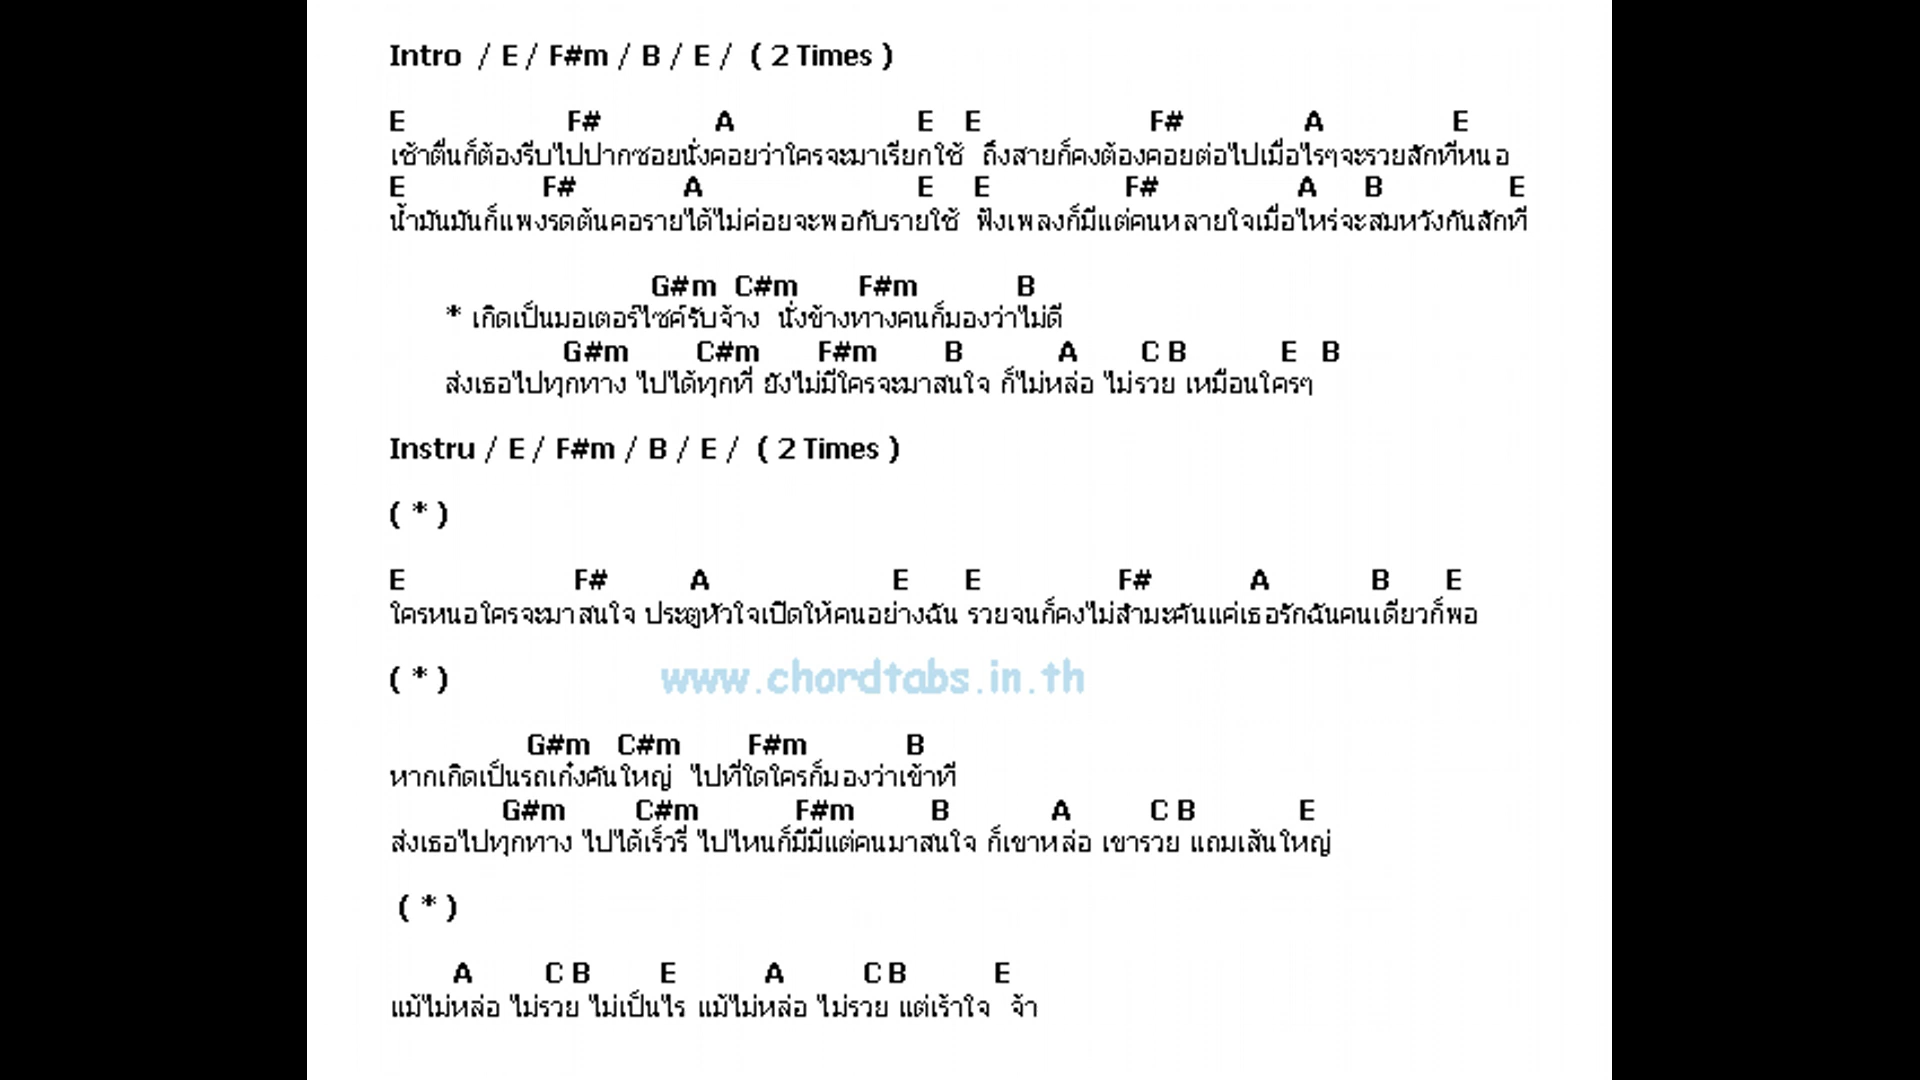 Intro / E / F#m / B / E / ( 2 Times )
E F# A E E F# A E
เช้าตื่นก็ต้องรีบไปปากซอยนั่งคอยว่าใครจะมาเรียกใช้ ถึงสายก็คงต้องคอยต่อไปเมื่อไรๆจะรวยสักทีหนอ
E F# A E E F# A B E
น้ำมันมันก็แพงรดต้นคอรายได้ไม่ค่อยจะพอกับรายใช้ ฟังเพลงก็มีแต่คนหลายใจเมื่อไหร่จะสมหวังกันสักที
G#m C#m F#m B
* เกิดเป็นมอเตอร์ไซค์รับจ้าง นั่งข้างทางคนก็มองว่าไม่ดี
G#m C#m F#m B A C B E B
ส่งเธอไปทุกทาง ไปได้ทุกที่ ยังไม่มีใครจะมาสนใจ ก็ไม่หล่อ ไม่รวย เหมือนใครๆ
Instru / E / F#m / B / E / ( 2 Times )
( * )
E F# A E E F# A B E
ใครหนอใครจะมาสนใจ ประตูหัวใจเปิดให้คนอย่างฉัน รวยจนก็คงไม่สำมะคันแค่เธอรักฉันคนเดียวก็พอ
( * )
www.chordtabs.in.th
G#m C#m F#m B
หากเกิดเป็นรถเก๋งคันใหญ่ ไปที่ใดใครก็มองว่าเข้าที
G#m C#m F#m B A C B E
ส่งเธอไปทุกทาง ไปได้เร็วรี่ ไปไหนก็มีมีแต่คนมาสนใจ ก็เขาหล่อ เขารวย แถมเส้นใหญ่
( * )
A C B E A C B E
แม้ไม่หล่อ ไม่รวย ไม่เป็นไร แม้ไม่หล่อ ไม่รวย แต่เร้าใจ จ้า